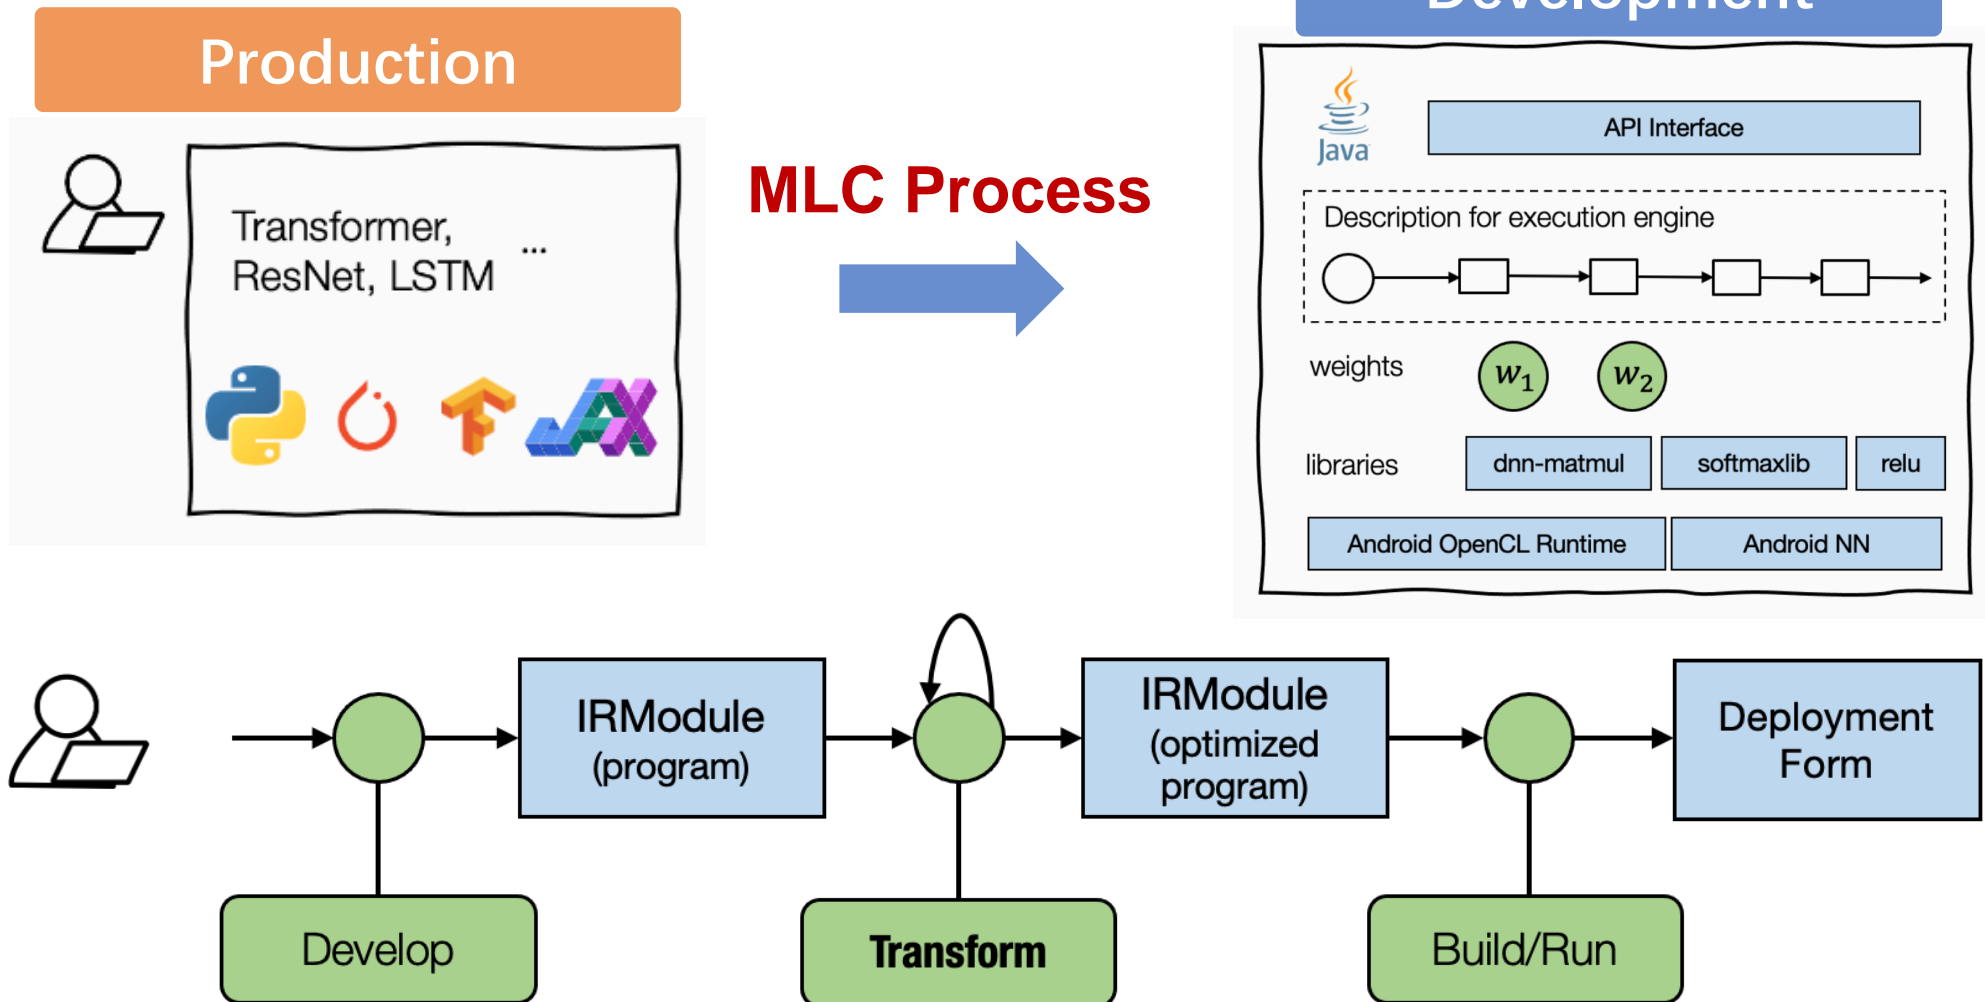 Production
Development
Transformer,
ResNet, LSTM
...
JAX
MLC Process
Java
API Interface
Description for execution engine
weights
w1
w2
libraries
dnn-matmul
softmaxlib
relu
Android OpenCL Runtime
Android NN
IRModule
(program)
IRModule
(optimized
program)
Deployment
Form
Develop
Transform
Build/Run